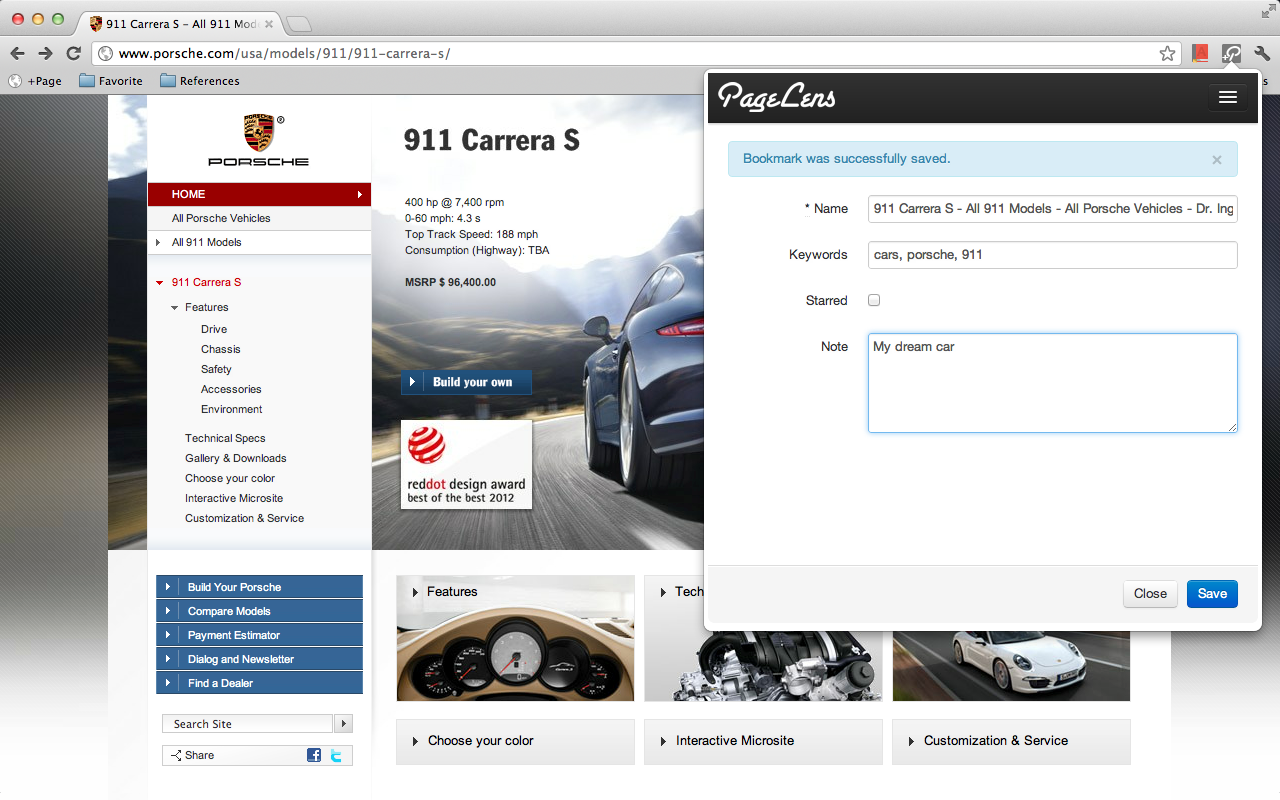 911 Carrera S – All 911 Mod
www.porsche.com/usa/models/911/911-carrera-s/
+Page
Favorite
References
PORSCHE
HOME
All Porsche Vehicles
All 911 Models
911 Carrera S
Features
Drive
Chassis
Safety
Accessories
Environment
Technical Specs
Gallery & Downloads
Choose your color
Interactive Microsite
Customization & Service
Build Your Porsche
Compare Models
Payment Estimator
Dialog and Newsletter
Find a Dealer
Search Site
Share
911 Carrera S
400 hp @ 7,400 rpm
0-60 mph: 4.3 s
Top Track Speed: 188 mph
Consumption (Highway): TBA
MSRP $ 96,400.00
Build your own
reddot design award
best of the best 2012
Features
Tech
Choose your color
Interactive Microsite
Customization & Service
PageLens
Bookmark was successfully saved.
×
* Name
911 Carrera S - All 911 Models - All Porsche Vehicles - Dr. Ing
Keywords
cars, porsche, 911
Starred
Note
My dream car
Close
Save